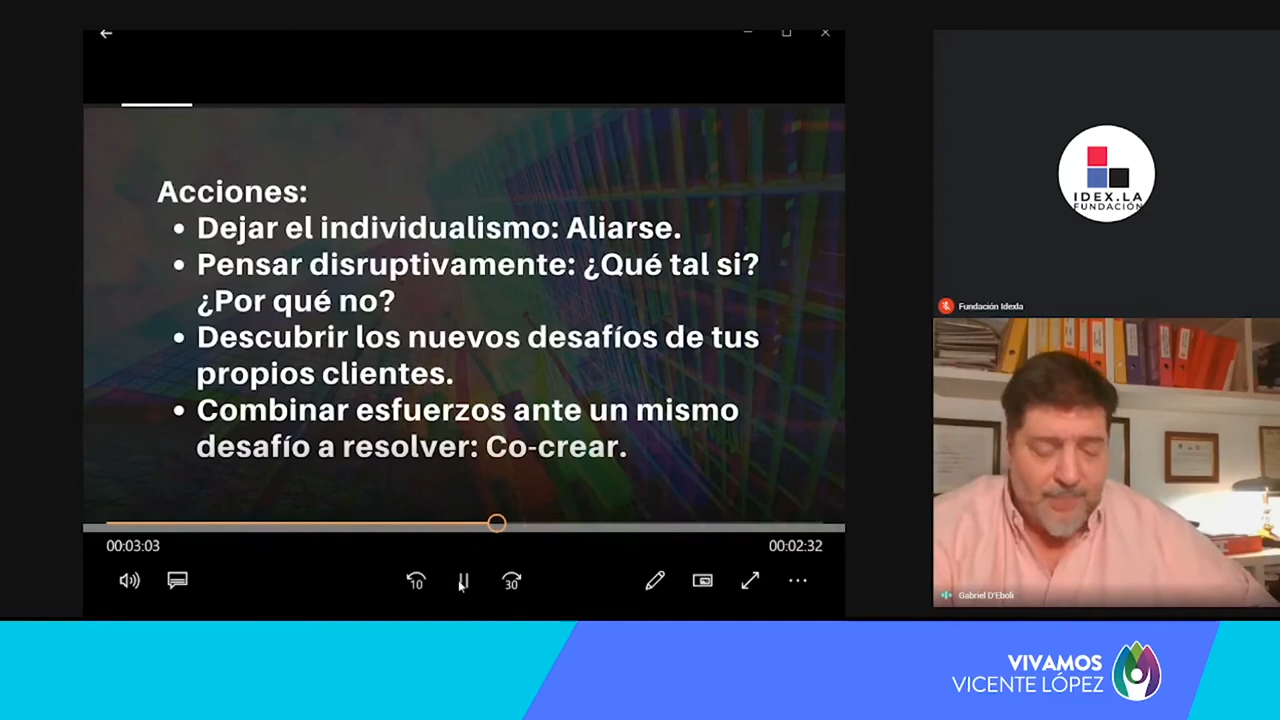 Acciones:
• Dejar el individualismo: Aliarse.
• Pensar disruptivamente: ¿Qué tal si?
¿Por qué no?
• Descubrir los nuevos desafíos de tus
propios clientes.
• Combinar esfuerzos ante un mismo
desafío a resolver: Co-crear.
00:03:03
00:02:32
10
30
IDEX.LA
FUNDACIÓN
Fundación Idexla
Gabriel D'Eboli
VIVAMOS
VICENTE LÓPEZ